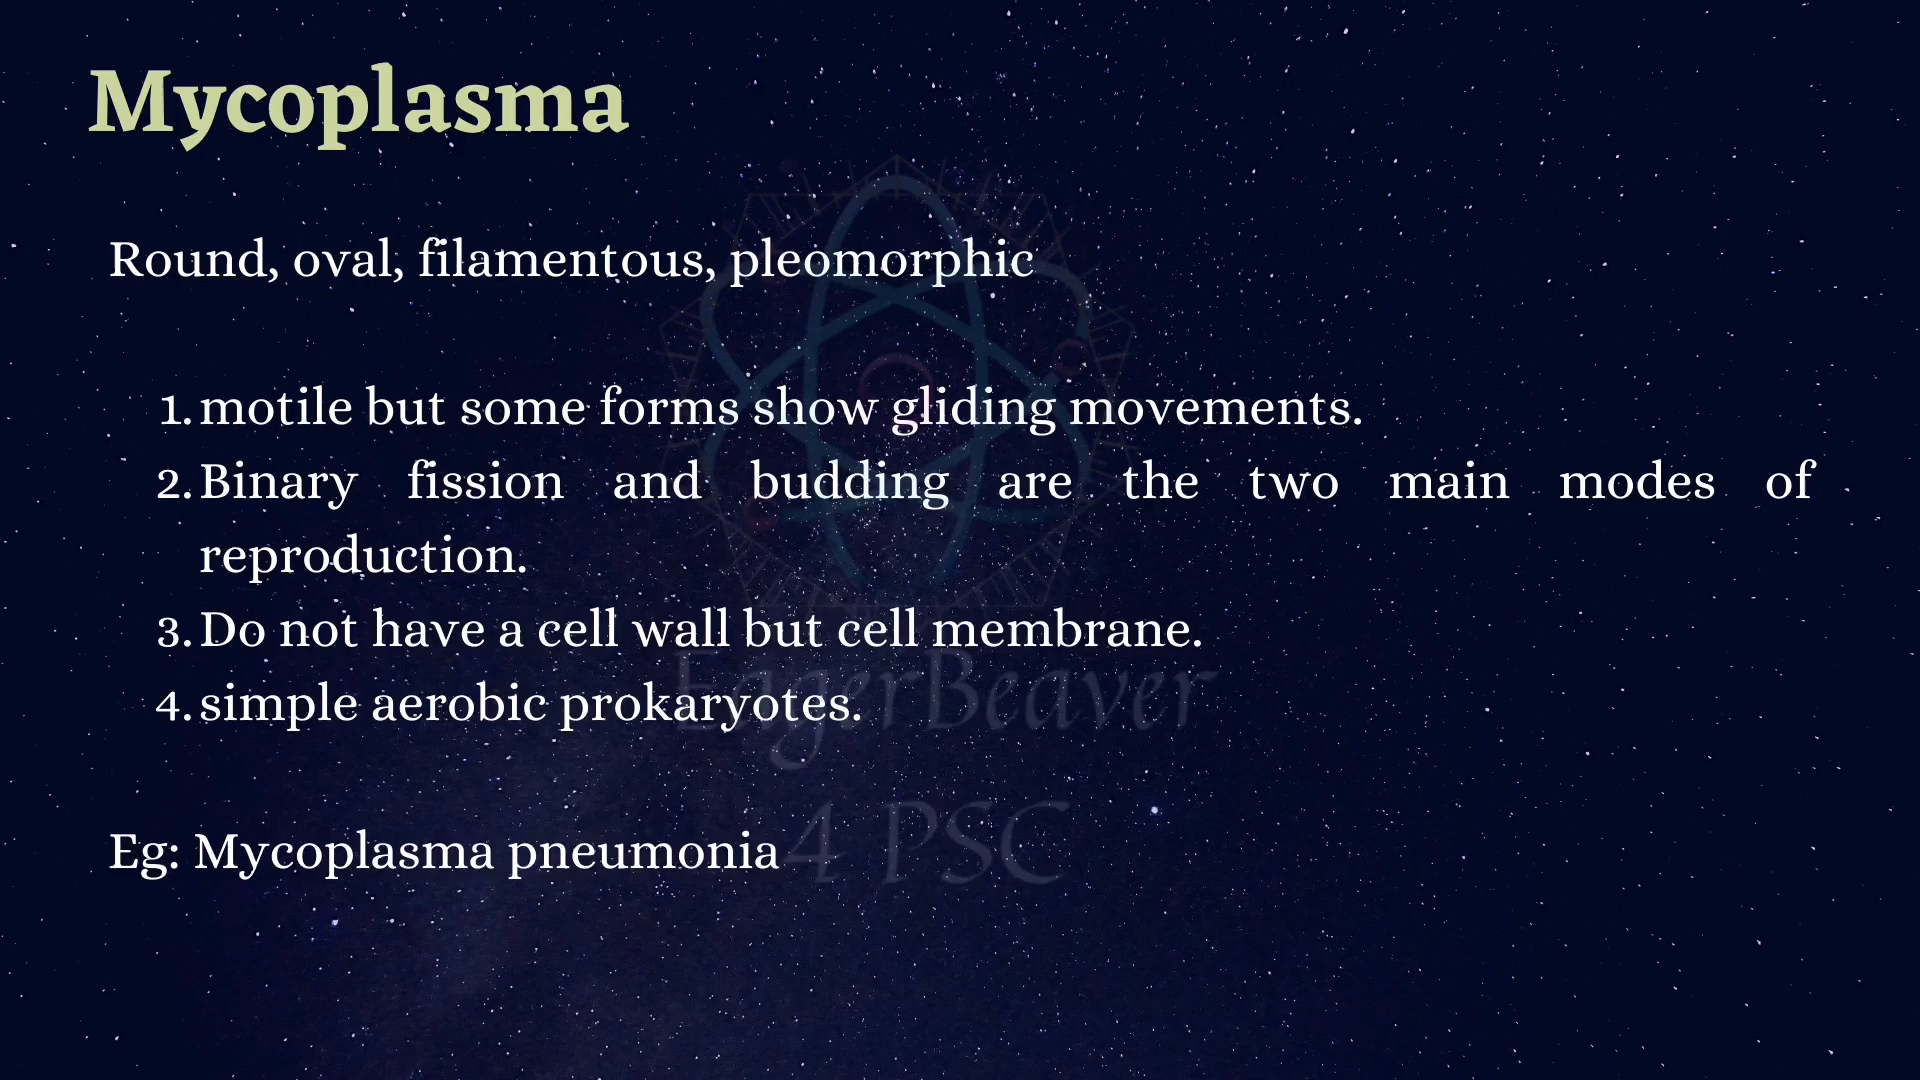 Mycoplasma
Round, oval, filamentous, pleomorphic
1. motile but some forms show gliding movements.
2. Binary fission and budding are the two main modes of
reproduction.
3. Do not have a cell wall but cell membrane.
EagerBeaver
4. simple aerobic prokaryotes.
4 PSC
Eg: Mycoplasma pneumonia